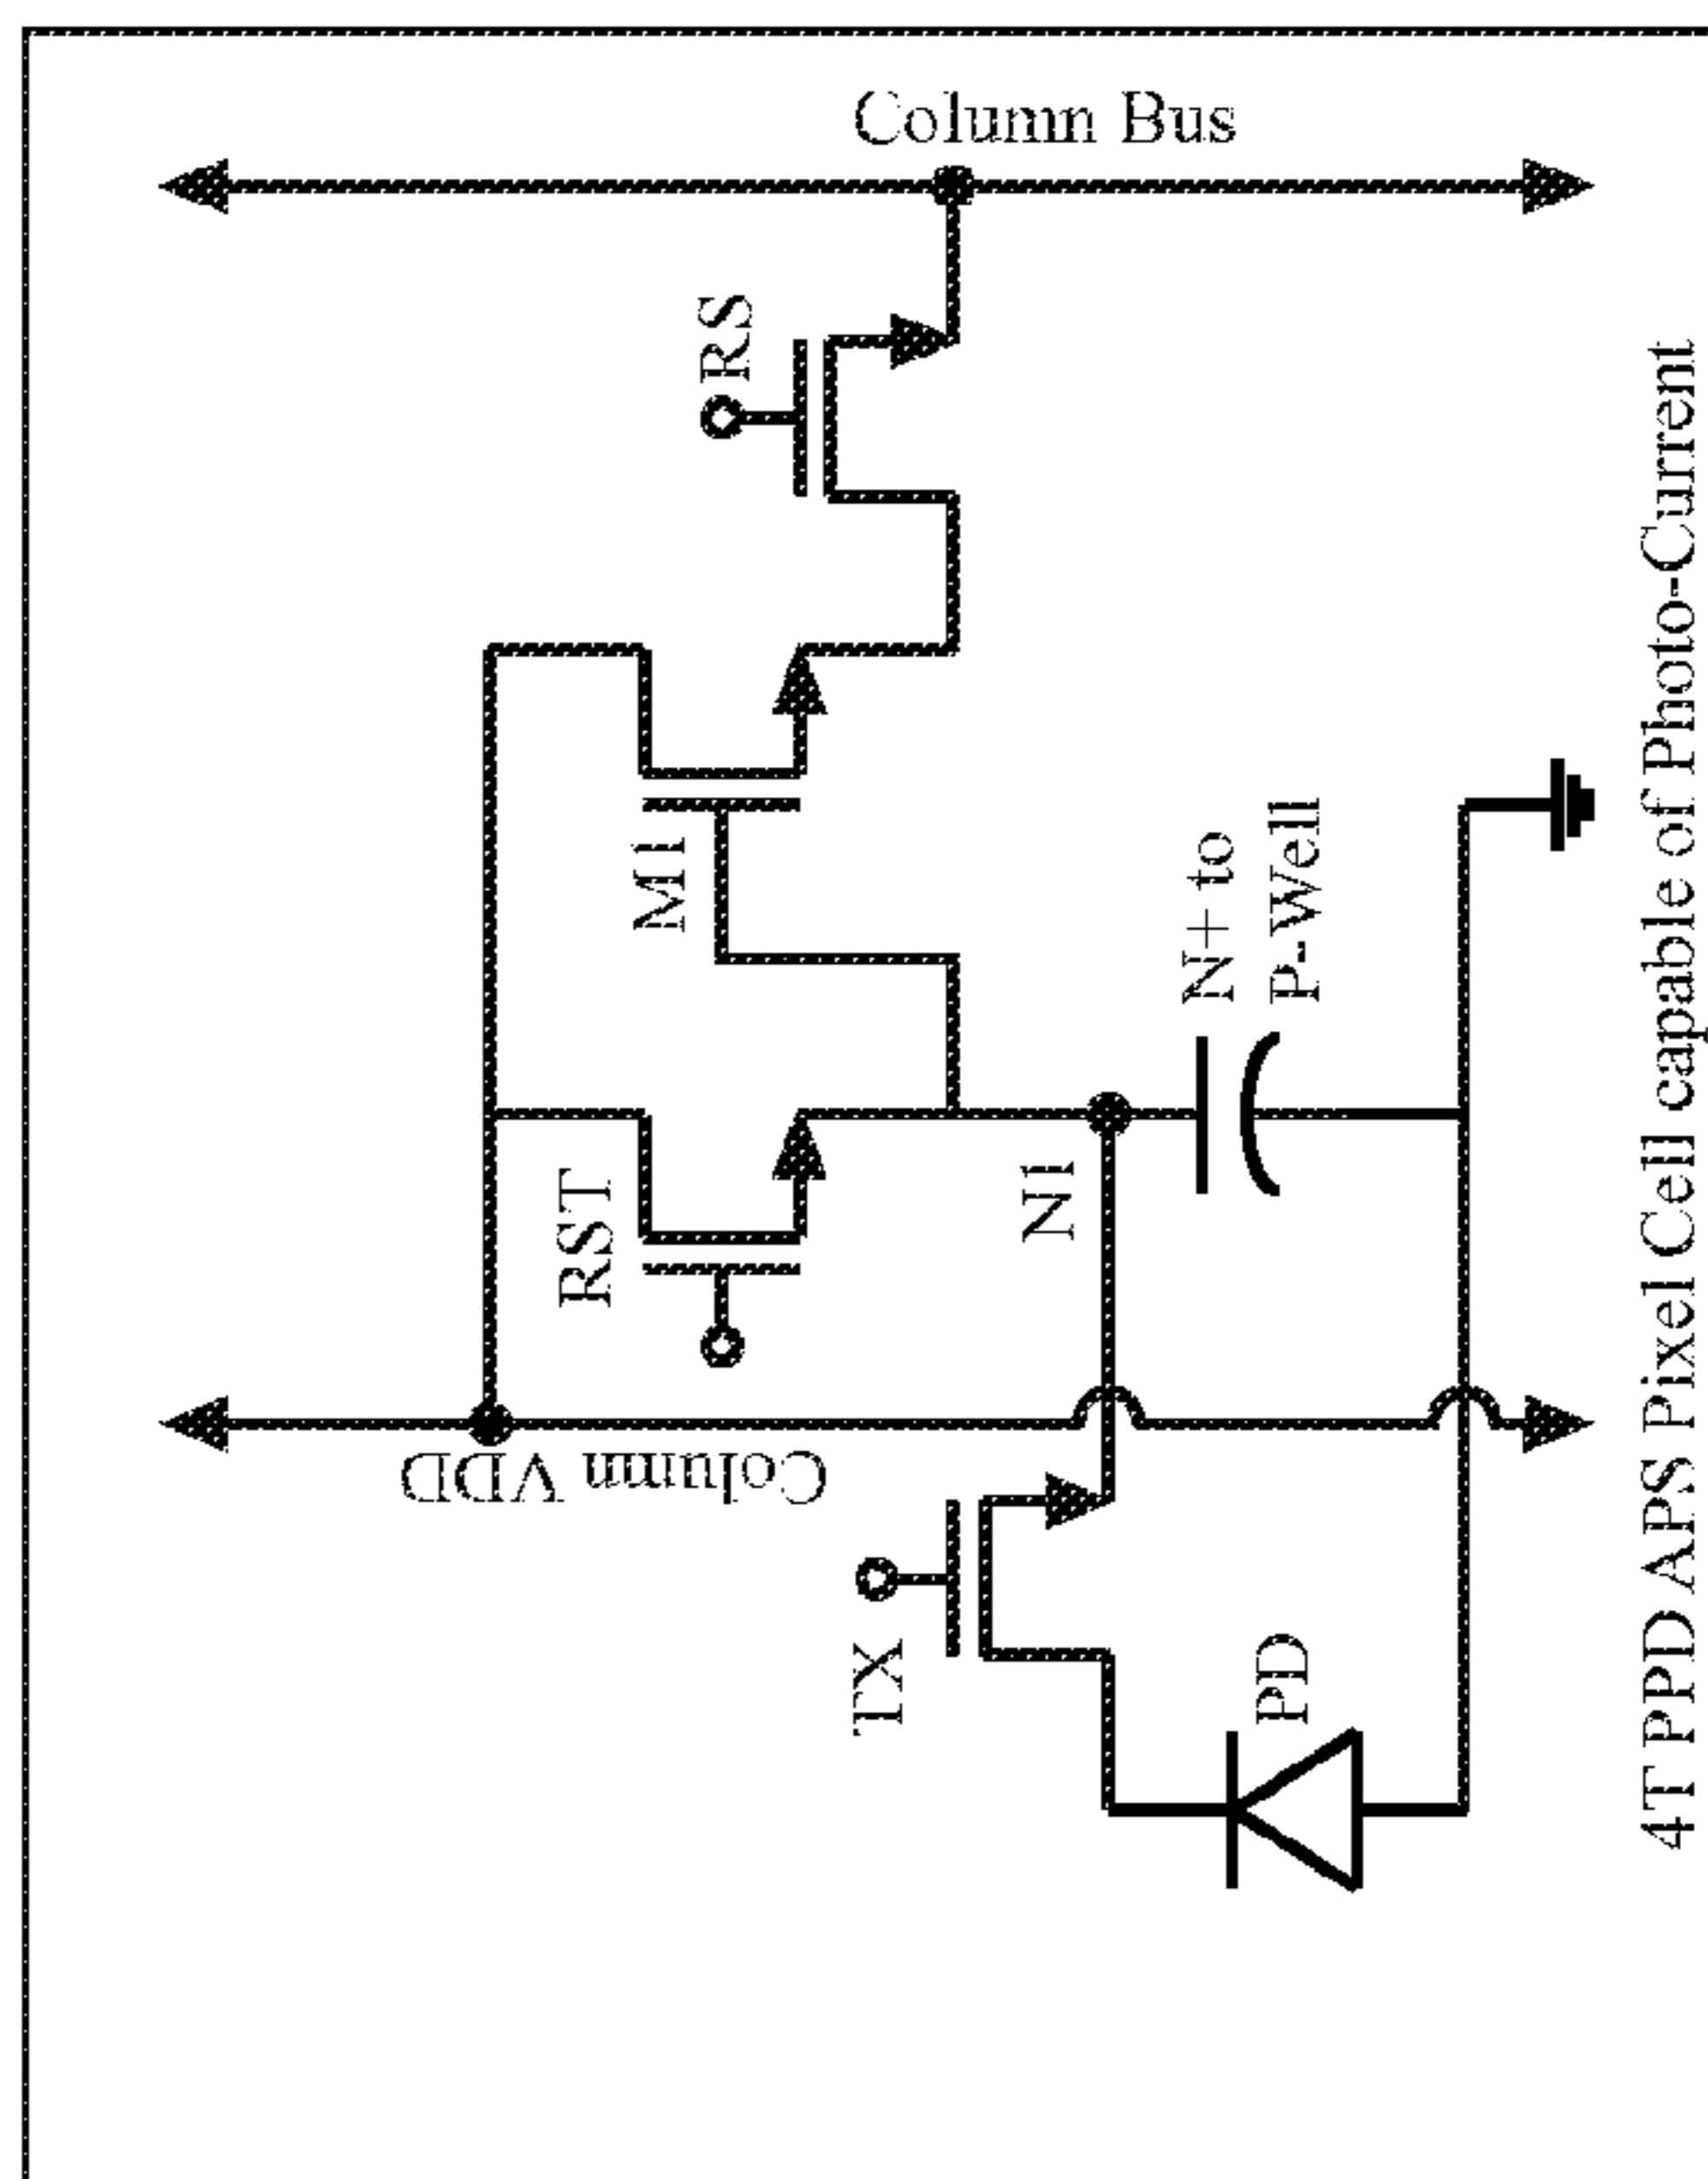 Column VDD
Column Bus
RST
M1
RS
TX
N1
N+ to
P-Well
PD
4T PPD APS Pixel Cell capable of Photo-Current